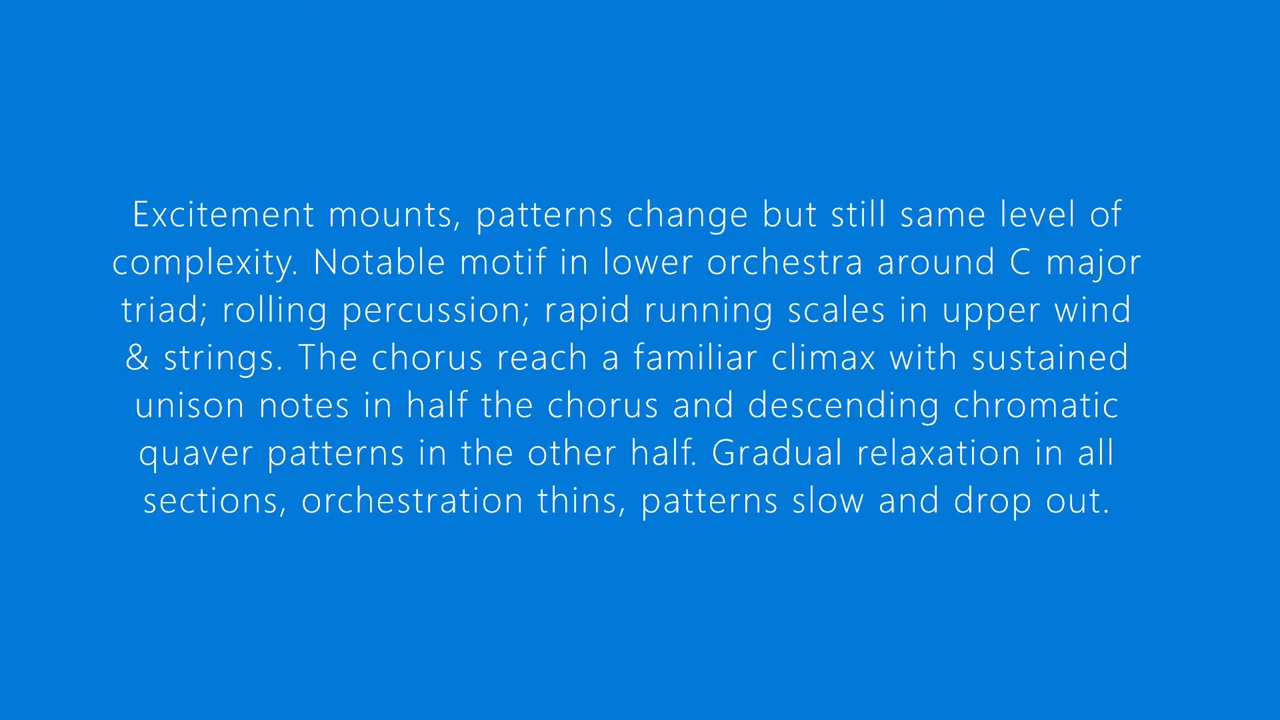 Excitement mounts, patterns change but still same level of
complexity. Notable motif in lower orchestra around C major
triad; rolling percussion; rapid running scales in upper wind
& strings. The chorus reach a familiar climax with sustained
unison notes in half the chorus and descending chromatic
quaver patterns in the other half. Gradual relaxation in all
sections, orchestration thins, patterns slow and drop out.